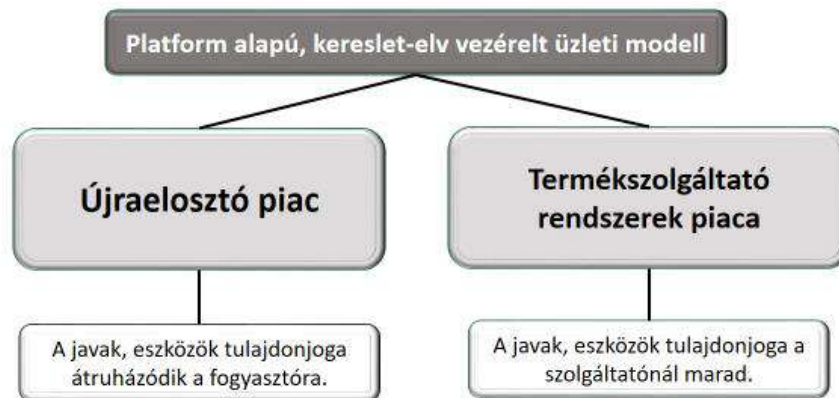 Platform alapú, kereslet-elv vezérelt üzleti modell
Újraelosztó piac
Termékszolgáltató
rendszerek piaca
A javak, eszközök tulajdonjoga
átruházódik a fogyasztóra.
A javak, eszközök tulajdonjoga a
szolgáltatónál marad.